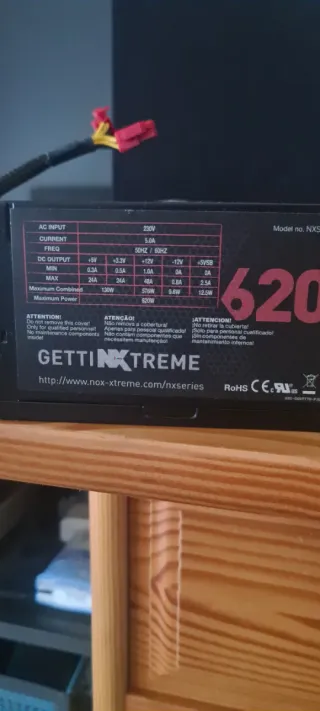 Model no. NXS
AC INPUT 230V
CURRENT 5.0A
FREQ 50HZ / 60HZ
DC OUTPUT +5V +3.3V +12V -12V +5VSB
MIN 0.3A 0.5A 1.0A 0A 0A
MAX 24A 24A 48A 0.8A 2.5A
Maximum Combined 130W 576W 9.6W 12.5W
Maximum Power 620W
620
ATTENTION!
Do not remove this cover!
Only for qualified personnel!
No maintenance components
inside!
ATENÇÃO!
Não remova a cobertura!
Apenas para pessoal qualificado!
Não contém componentes que
necessitem manutenção!
¡ATTENCION!
¡No retirar la cubierta!
¡Sólo para personal cualificado!
¡Sin componentes de
mantenimiento interno!
GETTINXTREME
http://www.nox-xtreme.com/nxseries
RoHS CE